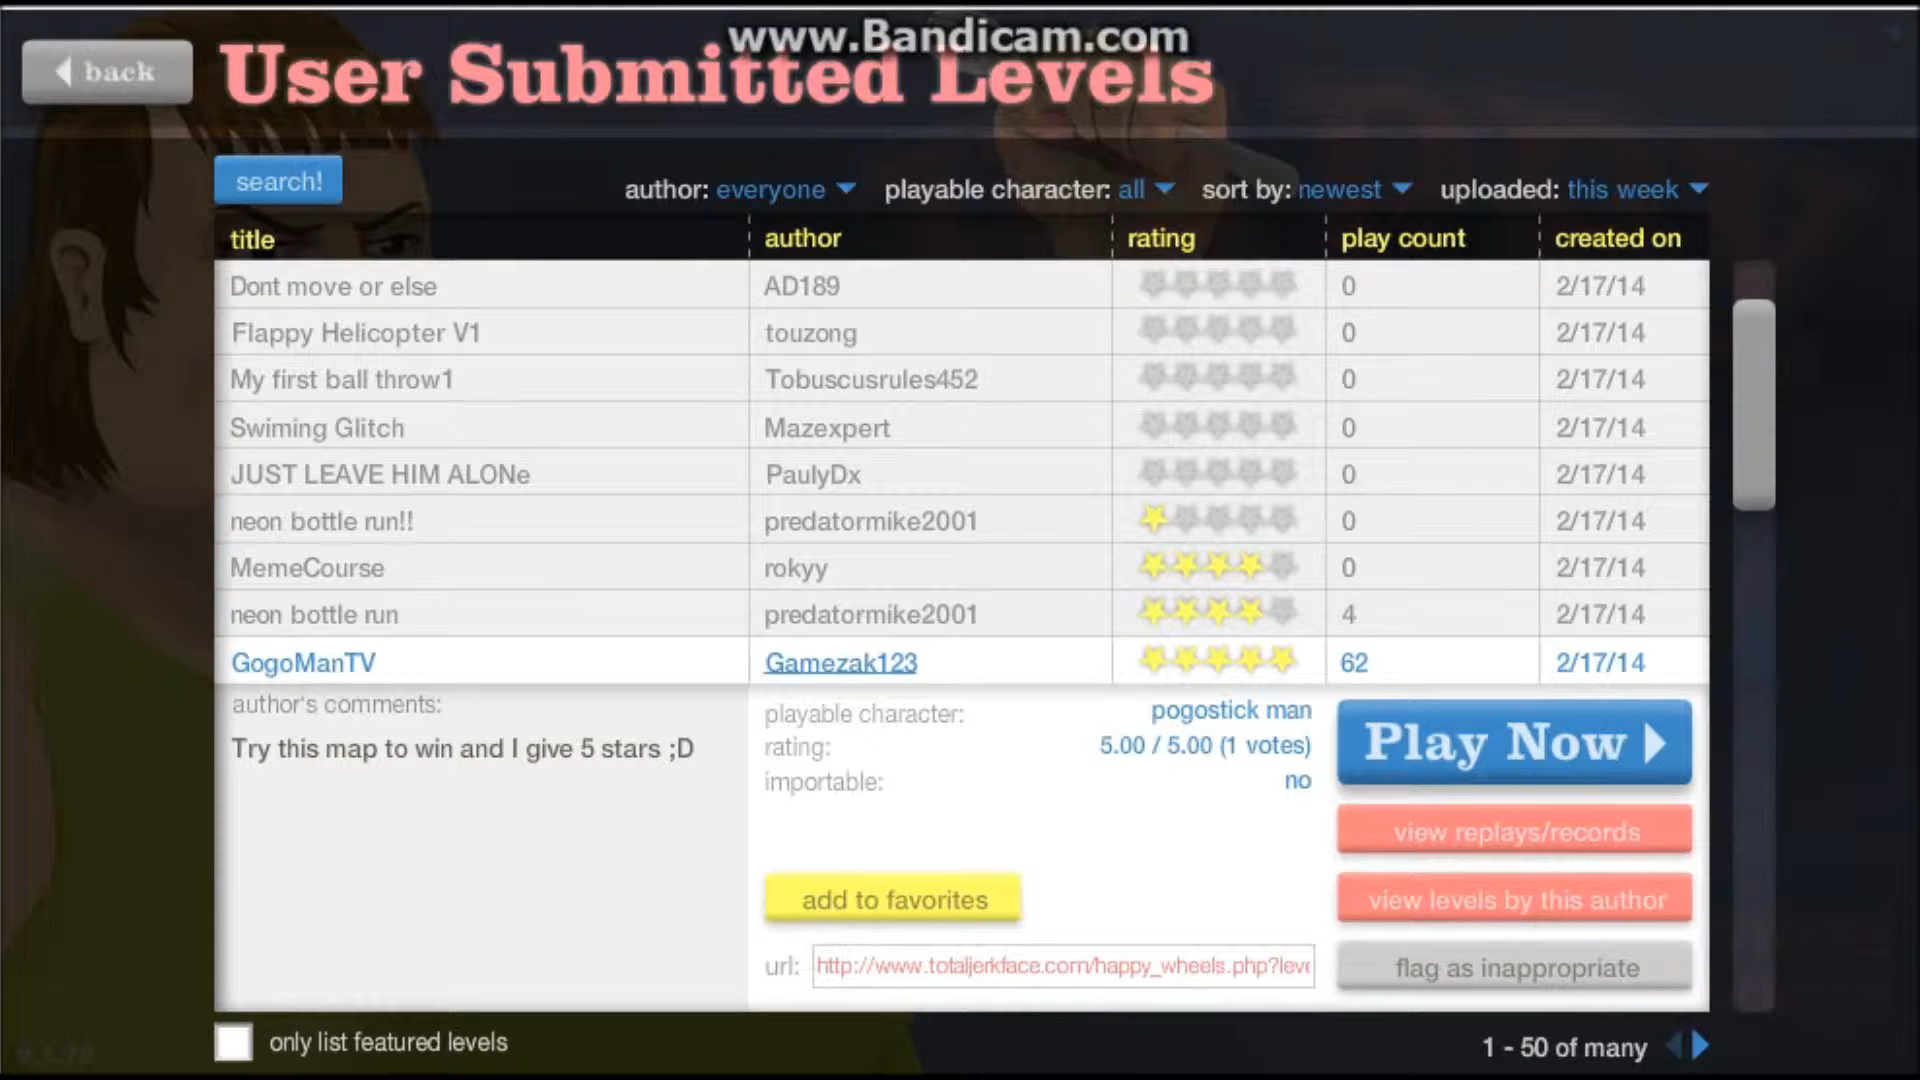 www.Bandicam.com
back
User Submitted Levels
search!
author: everyone playable character: all sort by: newest uploaded: this week
title author rating play count created on
Dont move or else AD189 0 2/17/14
Flappy Helicopter V1 touzong 0 2/17/14
My first ball throw1 Tobuscusrules452 0 2/17/14
Swiming Glitch Mazexpert 0 2/17/14
JUST LEAVE HIM ALONe PaulyDx 0 2/17/14
neon bottle run!! predatormike2001 0 2/17/14
MemeCourse rokyy 0 2/17/14
neon bottle run predatormike2001 4 2/17/14
GogoManTV Gamezak123 62 2/17/14
author's comments:
Try this map to win and I give 5 stars ;D
playable character: pogostick man
rating: 5.00 / 5.00 (1 votes)
importable: no
Play Now
view replays/records
add to favorites
view levels by this author
url: http://www.totaljerkface.com/happy_wheels.php?leve
flag as inappropriate
only list featured levels
1 - 50 of many